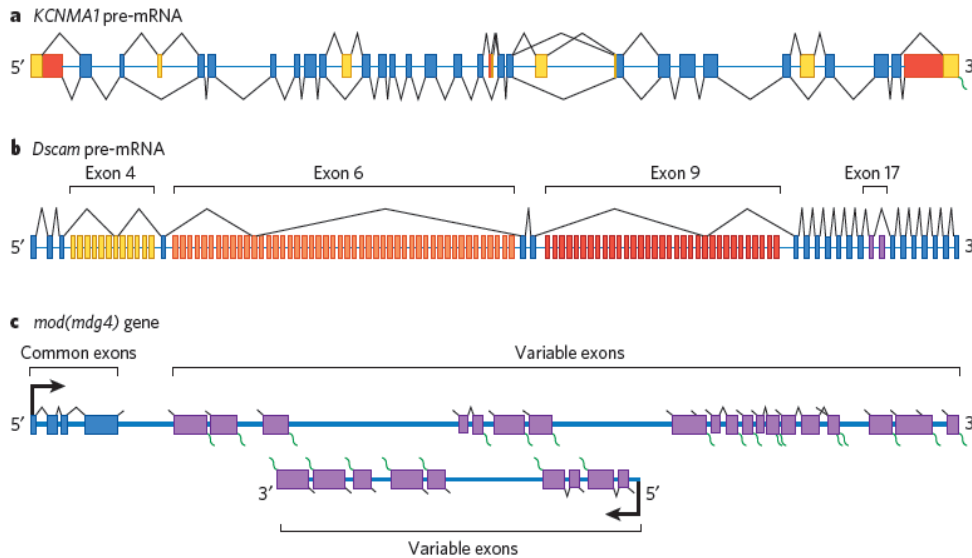 a KCNMA1 pre-mRNA
5′ 3′
b Dscam pre-mRNA
Exon 4 Exon 6 Exon 9 Exon 17
5′ 3′
c mod(mdg4) gene
Common exons Variable exons
5′ 3′
3′ 5′
Variable exons